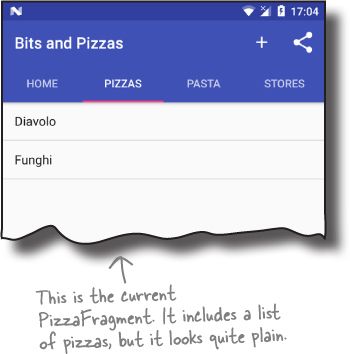 17:04
Bits and Pizzas
HOME PIZZAS PASTA STORES
Diavolo
Funghi
This is the current
PizzaFragment. It includes a list
of pizzas, but it looks quite plain.